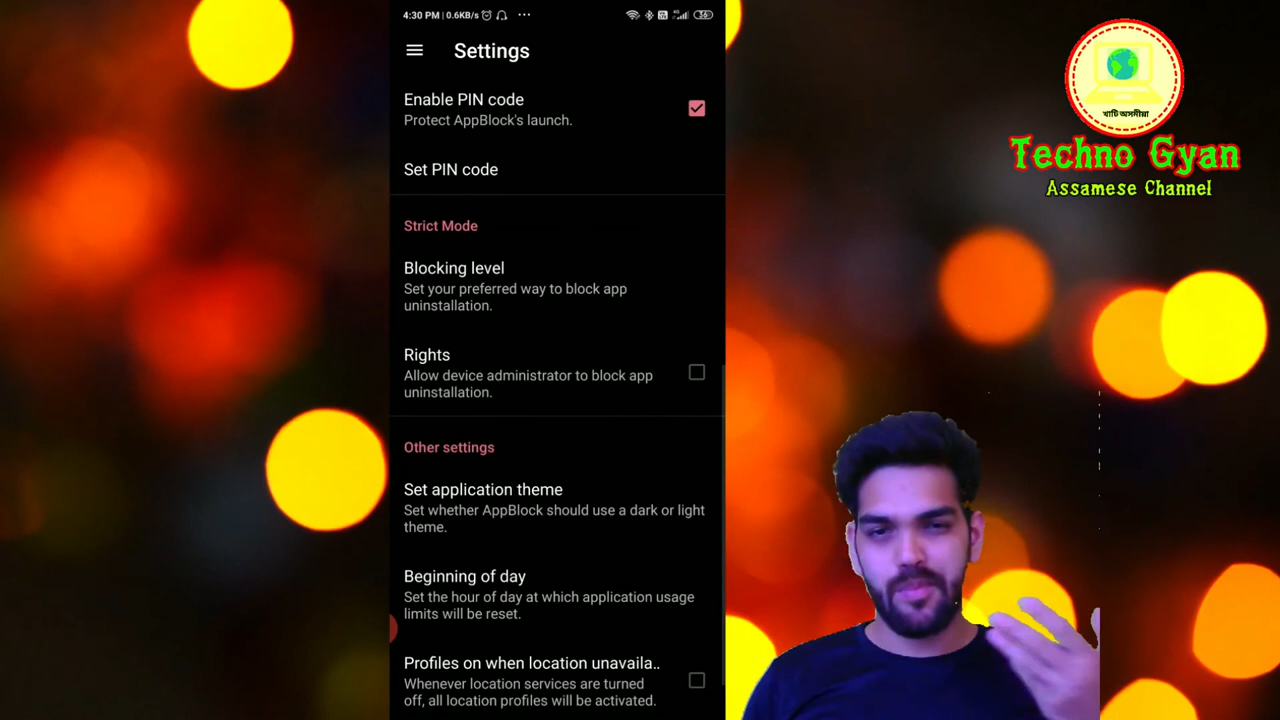 4:30 PM | 0.6KB/s
Settings
Enable PIN code
Protect AppBlock's launch.
Set PIN code
Strict Mode
Blocking level
Set your preferred way to block app
uninstallation.
Rights
Allow device administrator to block app
uninstallation.
Other settings
Set application theme
Set whether AppBlock should use a dark or light
theme.
Beginning of day
Set the hour of day at which application usage
limits will be reset.
Profiles on when location unavaila..
Whenever location services are turned
off, all location profiles will be activated.
খাটি অসমীয়া
Techno Gyan
Assamese Channel